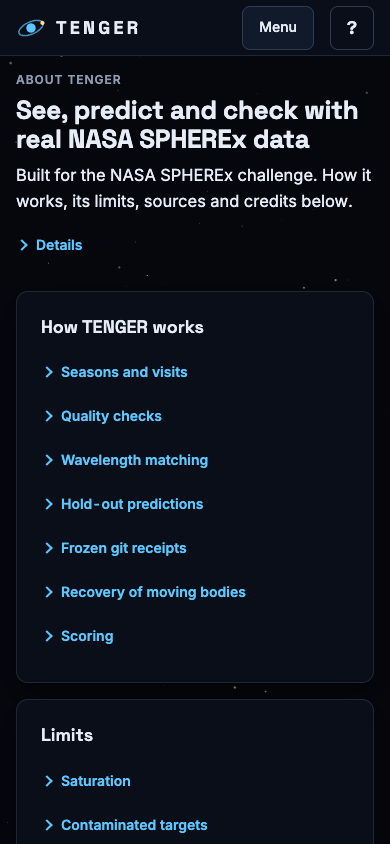 TENGER
Menu
?
ABOUT TENGER
See, predict and check with
real NASA SPHEREx data
Built for the NASA SPHEREx challenge. How it
works, its limits, sources and credits below.
Details
How TENGER works
Seasons and visits
Quality checks
Wavelength matching
Hold-out predictions
Frozen git receipts
Recovery of moving bodies
Scoring
Limits
Saturation
Contaminated targets